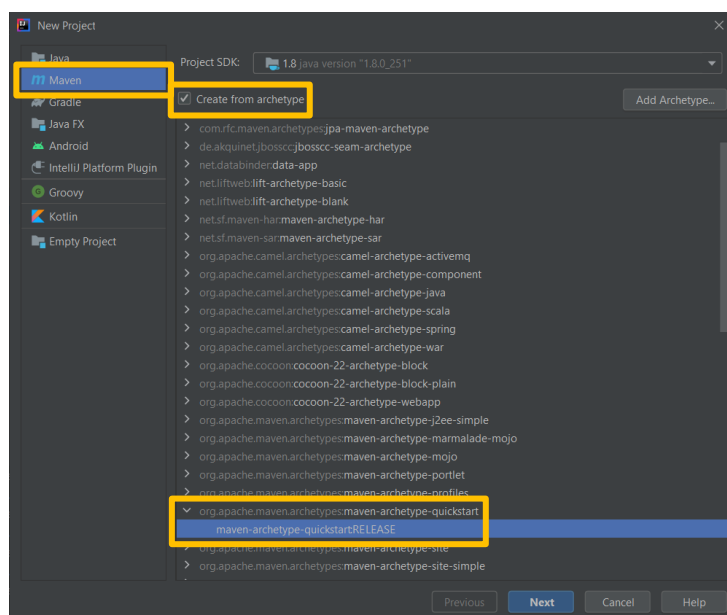 New Project
Java
Maven
Gradle
Java FX
Android
IntelliJ Platform Plugin
Groovy
Kotlin
Empty Project
Project SDK: 1.8 java version "1.8.0_251"
Create from archetype
Add Archetype...
com.rfc.maven.archetypes:jpa-maven-archetype
de.akquinet.jbosscc:jbosscc-seam-archetype
net.databinder:data-app
net.liftweb:lift-archetype-basic
net.liftweb:lift-archetype-blank
net.sf.maven-har:maven-archetype-har
net.sf.maven-sar:maven-archetype-sar
org.apache.camel.archetypes:camel-archetype-activemq
org.apache.camel.archetypes:camel-archetype-component
org.apache.camel.archetypes:camel-archetype-java
org.apache.camel.archetypes:camel-archetype-scala
org.apache.camel.archetypes:camel-archetype-spring
org.apache.camel.archetypes:camel-archetype-war
org.apache.cocoon:cocoon-22-archetype-block
org.apache.cocoon:cocoon-22-archetype-block-plain
org.apache.cocoon:cocoon-22-archetype-webapp
org.apache.maven.archetypes:maven-archetype-j2ee-simple
org.apache.maven.archetypes:maven-archetype-marmalade-mojo
org.apache.maven.archetypes:maven-archetype-mojo
org.apache.maven.archetypes:maven-archetype-portlet
org.apache.maven.archetypes:maven-archetype-profiles
org.apache.maven.archetypes:maven-archetype-quickstart
maven-archetype-quickstart:RELEASE
org.apache.maven.archetypes:maven-archetype-site
org.apache.maven.archetypes:maven-archetype-site-simple
Previous
Next
Cancel
Help